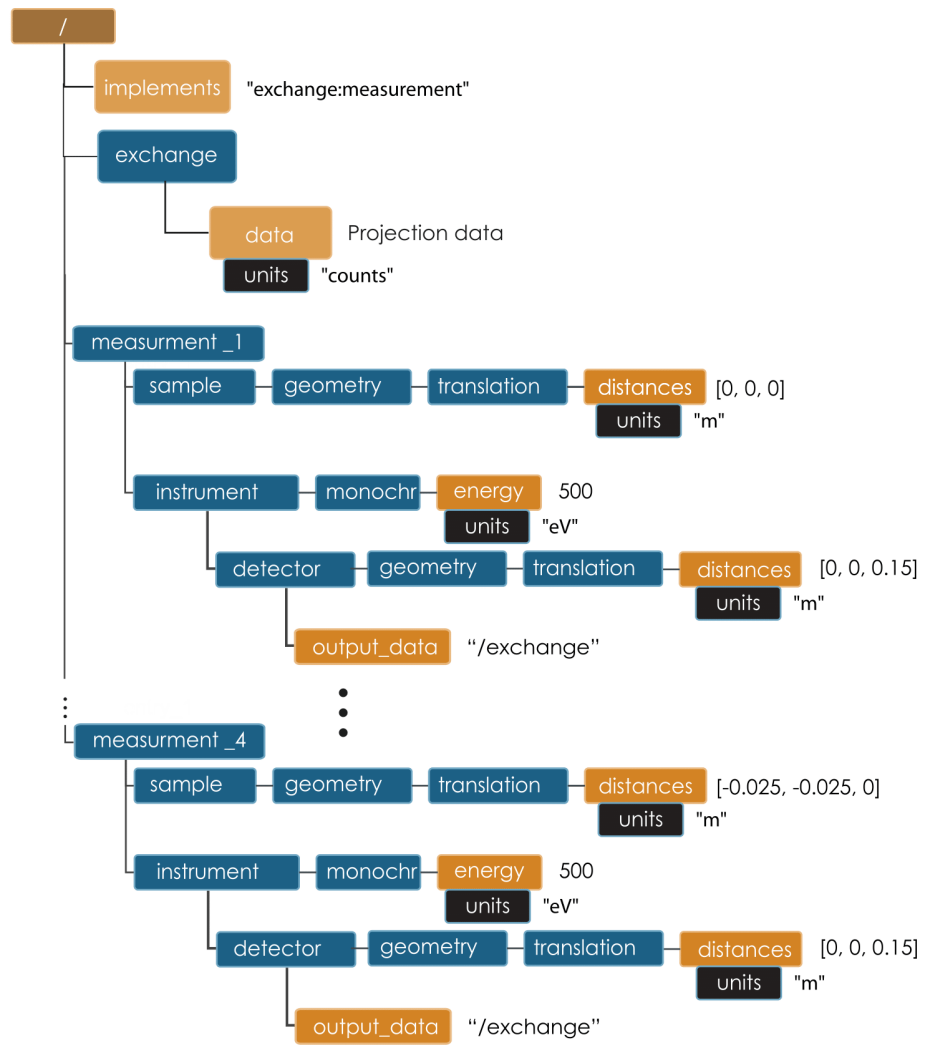 /
implements "exchange:measurement"
exchange
data Projection data
units "counts"
measurment _1
sample geometry translation distances [0, 0, 0]
units "m"
instrument monochr energy 500
units "eV"
detector geometry translation distances [0, 0, 0.15]
units "m"
output_data “/exchange”
measurment _4
sample geometry translation distances [-0.025, -0.025, 0]
units "m"
instrument monochr energy 500
units "eV"
detector geometry translation distances [0, 0, 0.15]
units "m"
output_data “/exchange”